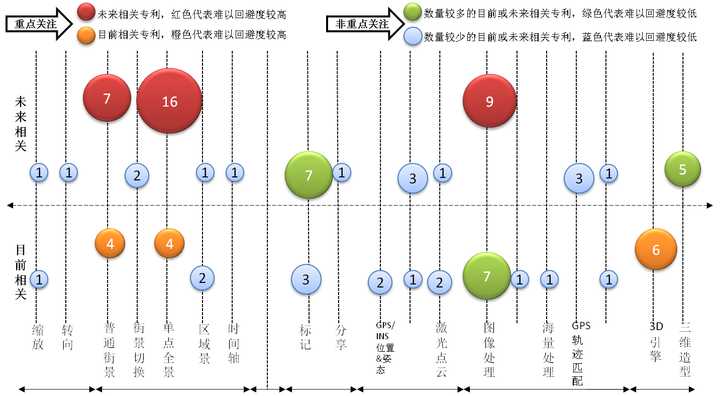 重点关注
未来相关专利，红色代表难以回避度较高
目前相关专利，橙色代表难以回避度较高
非重点关注
数量较多的目前或未来相关专利，绿色代表难以回避度较低
数量较少的目前或未来相关专利，蓝色代表难以回避度较低
未来相关
7
16
9
1
1
2
1
1
7
1
3
1
3
1
5
目前相关
4
4
6
1
2
3
2
1
2
7
1
1
1
缩放
转向
普通街景
街景切换
单点全景
区域景
时间轴
标记
分享
GPS/
INS
位置
&姿
态
激光点云
图像处理
海量处理
GPS
轨迹匹配
3D
引擎
三维造型